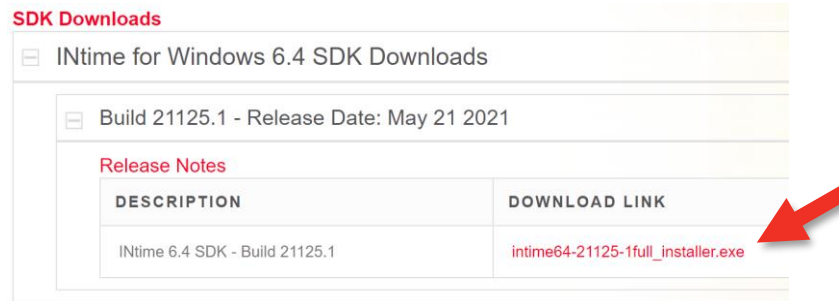 SDK Downloads
INtime for Windows 6.4 SDK Downloads
Build 21125.1 - Release Date: May 21 2021
Release Notes
DESCRIPTION DOWNLOAD LINK
INtime 6.4 SDK - Build 21125.1 intime64-21125-1full_installer.exe